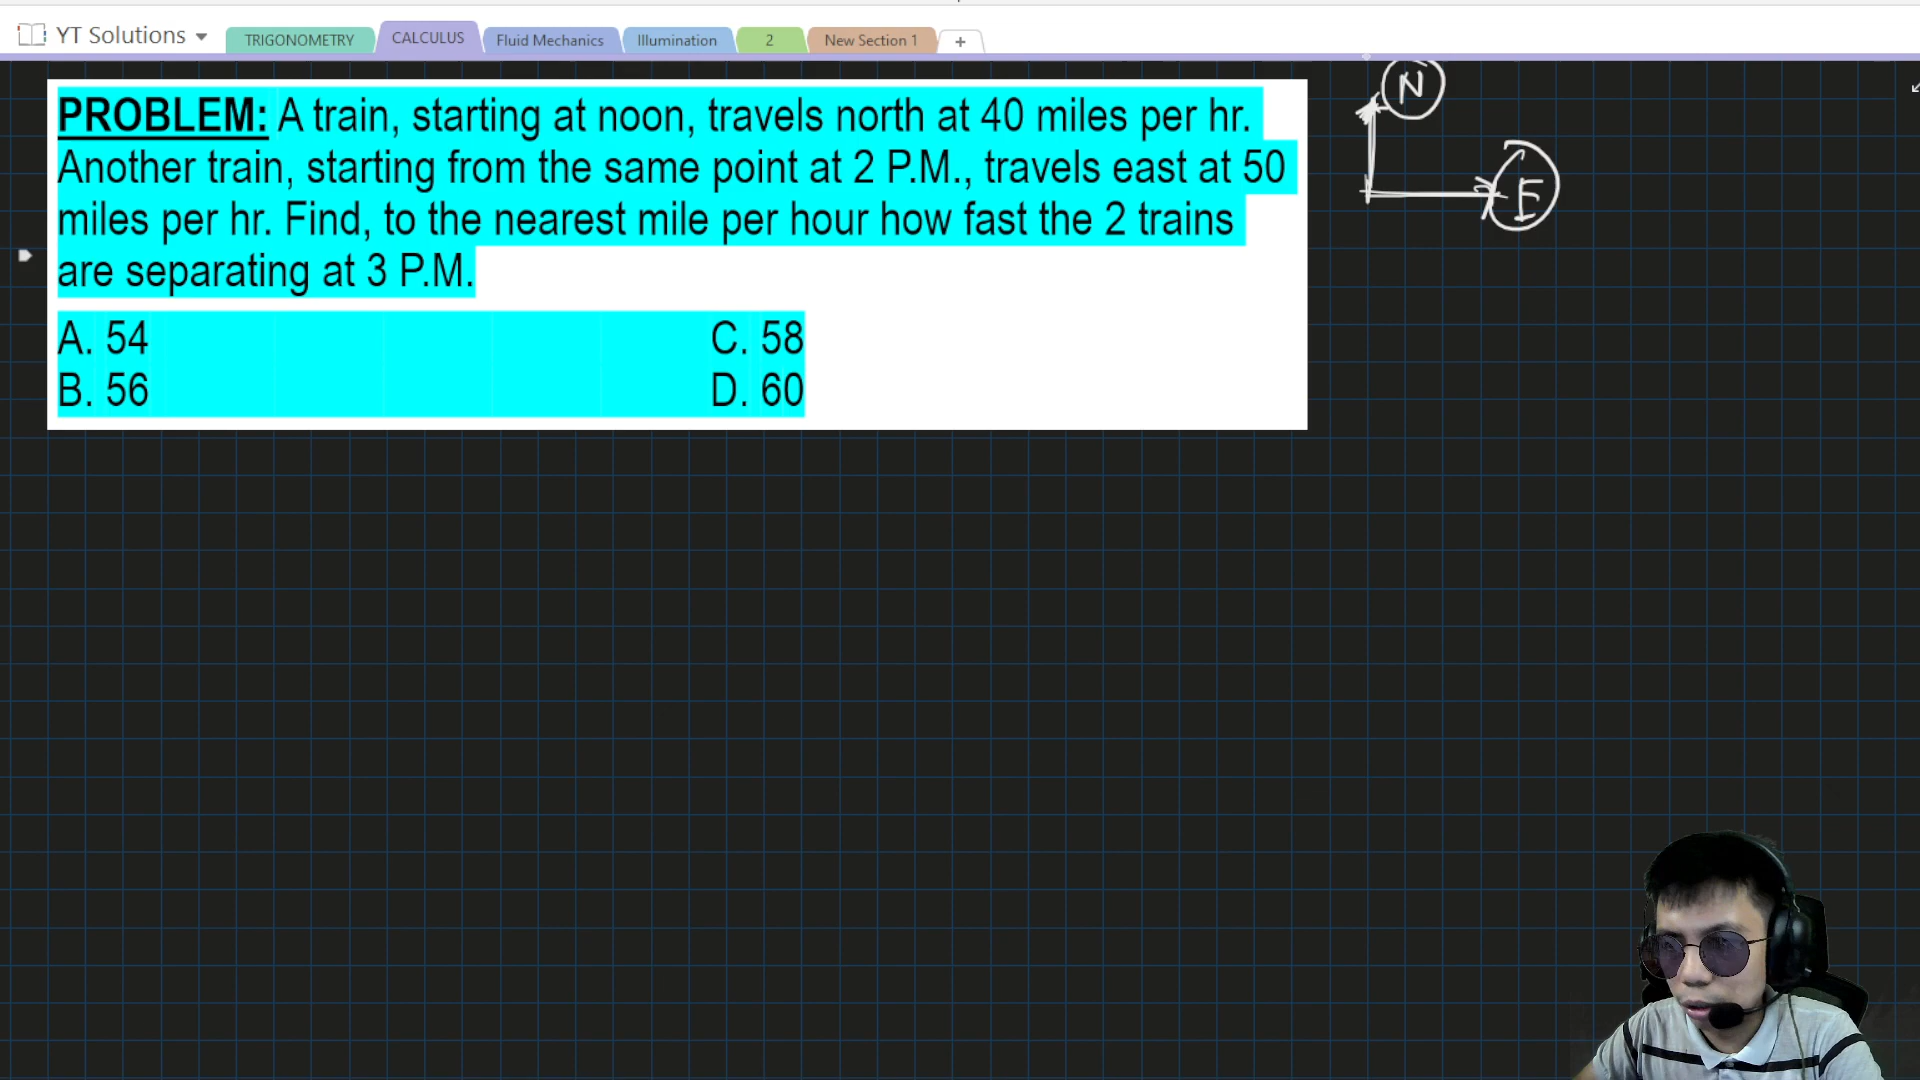 YT Solutions
TRIGONOMETRY
CALCULUS
Fluid Mechanics
Illumination
2
New Section 1
+
N
E
PROBLEM: A train, starting at noon, travels north at 40 miles per hr.
Another train, starting from the same point at 2 P.M., travels east at 50
miles per hr. Find, to the nearest mile per hour how fast the 2 trains
are separating at 3 P.M.
A. 54 C. 58
B. 56 D. 60